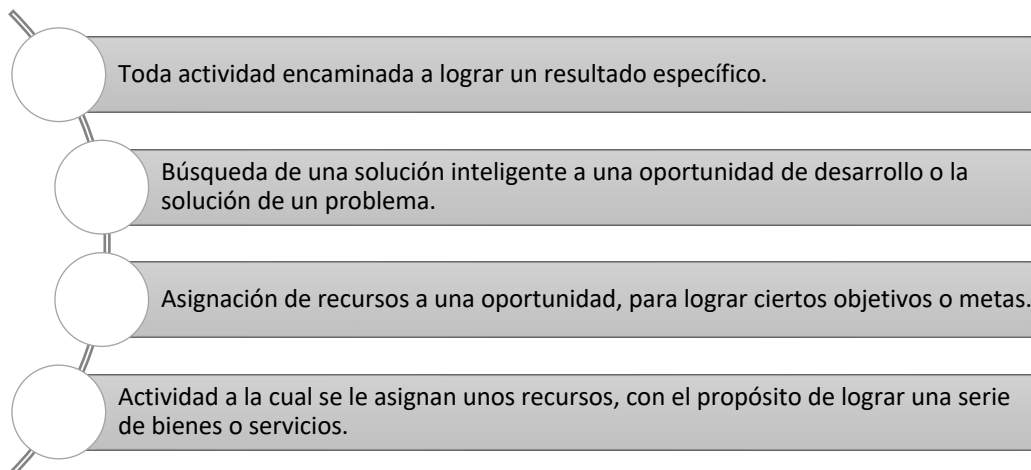 Toda actividad encaminada a lograr un resultado específico.
Búsqueda de una solución inteligente a una oportunidad de desarrollo o la
solución de un problema.
Asignación de recursos a una oportunidad, para lograr ciertos objetivos o metas.
Actividad a la cual se le asignan unos recursos, con el propósito de lograr una serie
de bienes o servicios.